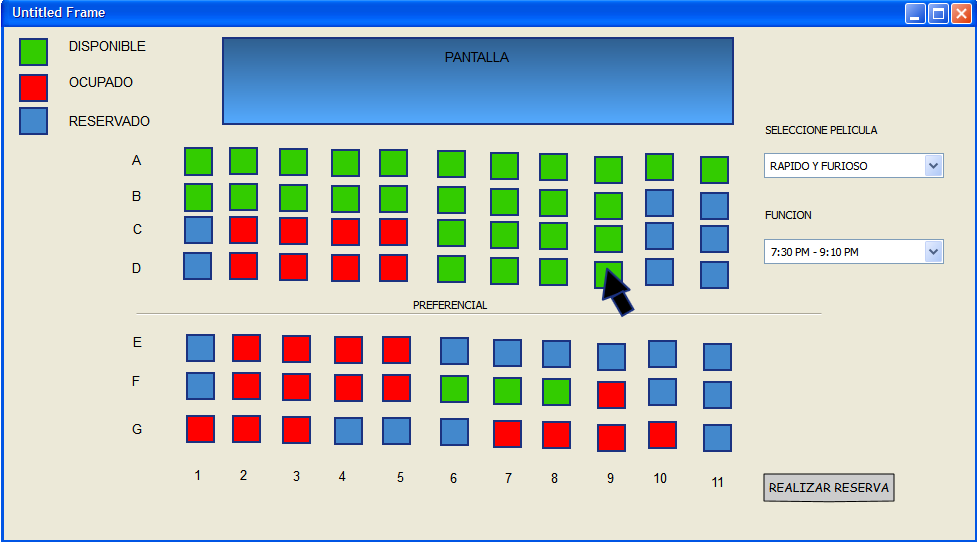 Untitled Frame
DISPONIBLE
OCUPADO
RESERVADO
PANTALLA
SELECCIONE PELICULA
RAPIDO Y FURIOSO
FUNCION
7:30 PM - 9:10 PM
A
B
C
D
PREFERENCIAL
E
F
G
1 2 3 4 5 6 7 8 9 10 11
REALIZAR RESERVA